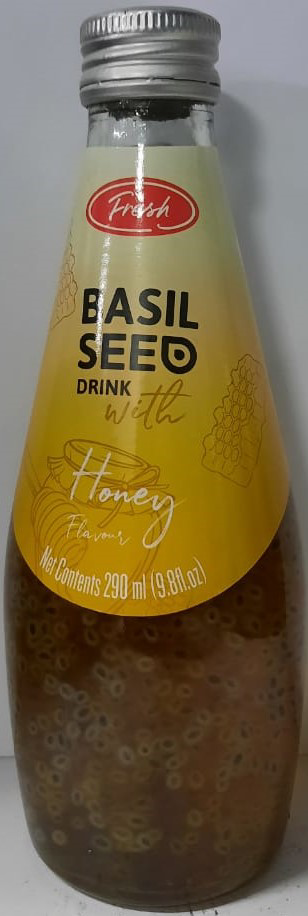 Fresh
BASIL
SEED
DRINK with
Honey
Flavour
Net Contents 290 ml (9.8fl.oz)